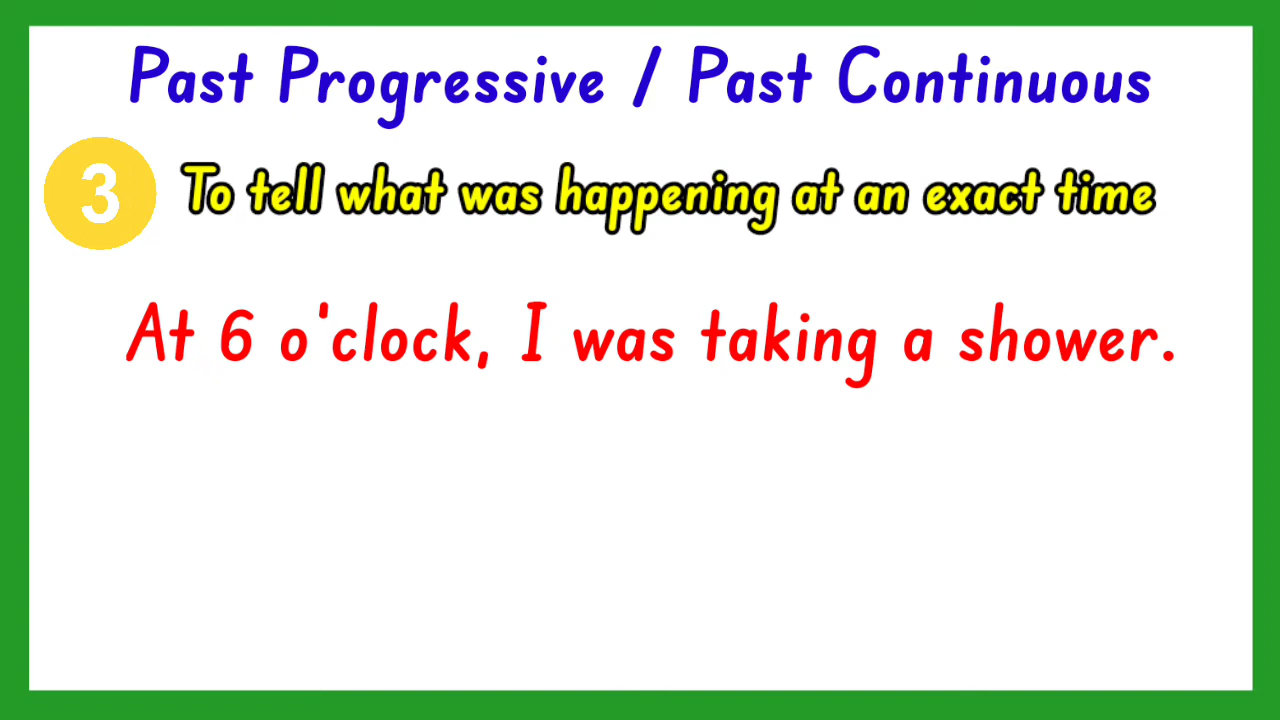 Past Progressive / Past Continuous
3 To tell what was happening at an exact time
At 6 o'clock, I was taking a shower.